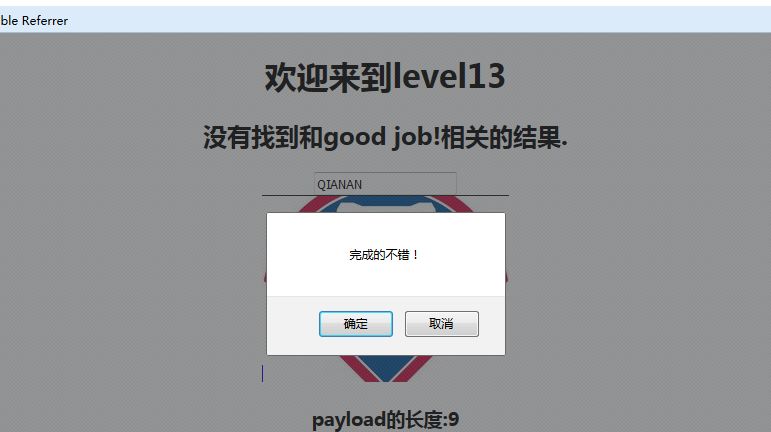 ble Referrer
欢迎来到level13
没有找到和good job!相关的结果.
QIANAN
完成的不错！
确定
取消
payload的长度:9